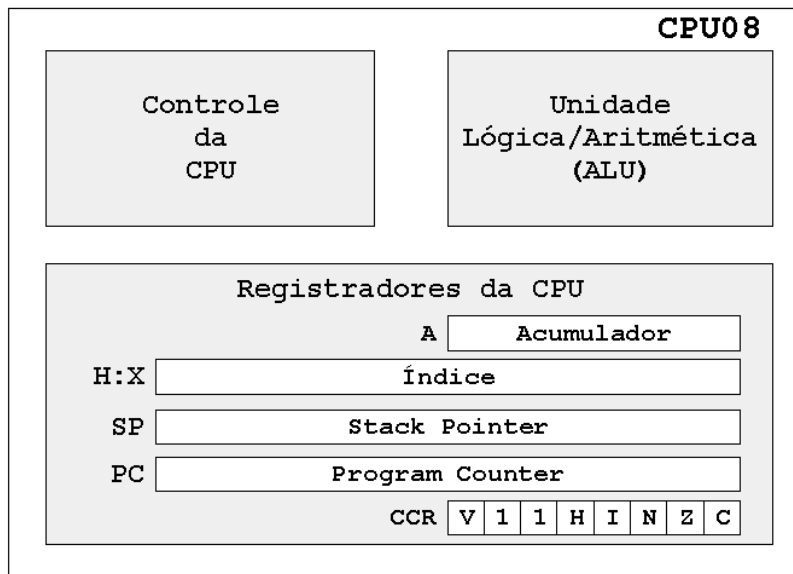 CPU08
Controle
da
CPU
Unidade
Lógica/Aritmética
(ALU)
Registradores da CPU
A Acumulador
H:X Índice
SP Stack Pointer
PC Program Counter
CCR V 1 1 H I N Z C